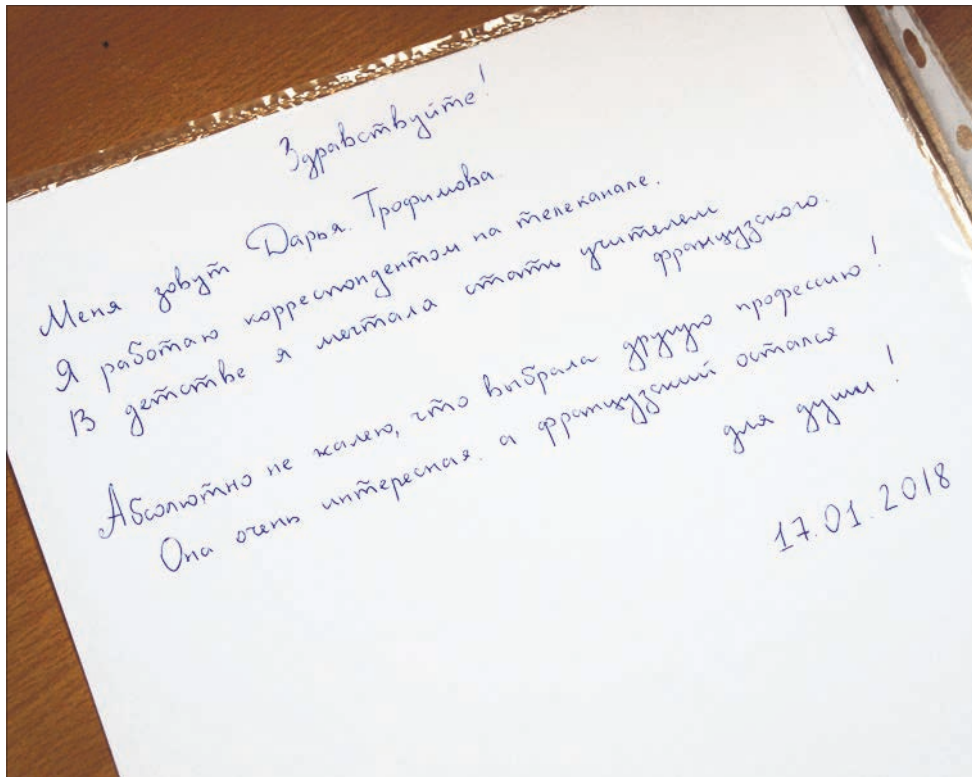 Здравствуйте!
Меня зовут Дарья Трофимова.
Я работаю корреспондентом на телеканале.
В детстве я мечтала стать учителем
французского.
Абсолютно не жалею, что выбрала другую профессию!
Она очень интересная. а французский остался
для души!
17.01.2018